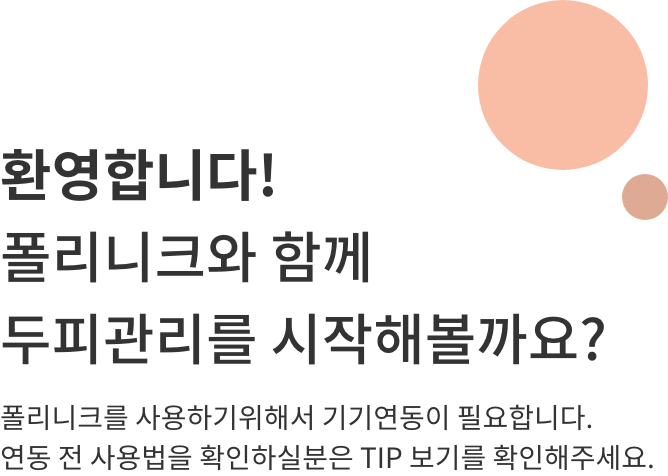 환영합니다!
폴리니크와 함께
두피관리를 시작해볼까요?
폴리니크를 사용하기위해서 기기연동이 필요합니다.
연동 전 사용법을 확인하실분은 TIP 보기를 확인해주세요.